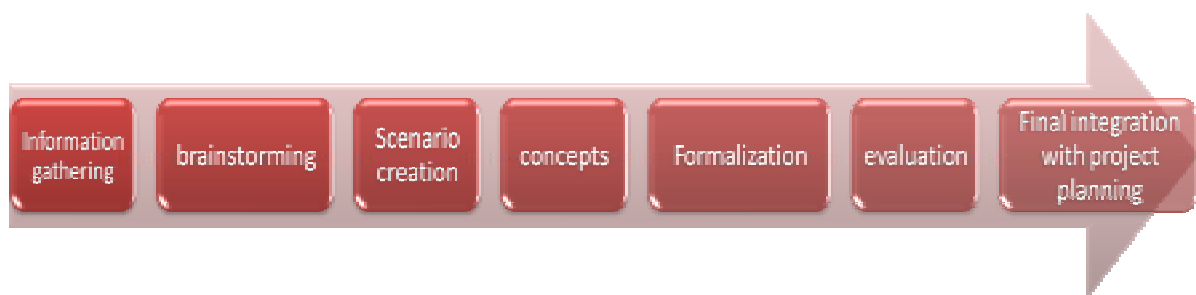 Information
gathering
brainstorming
Scenario
creation
concepts
Formalization
evaluation
Final integration
with project
planning